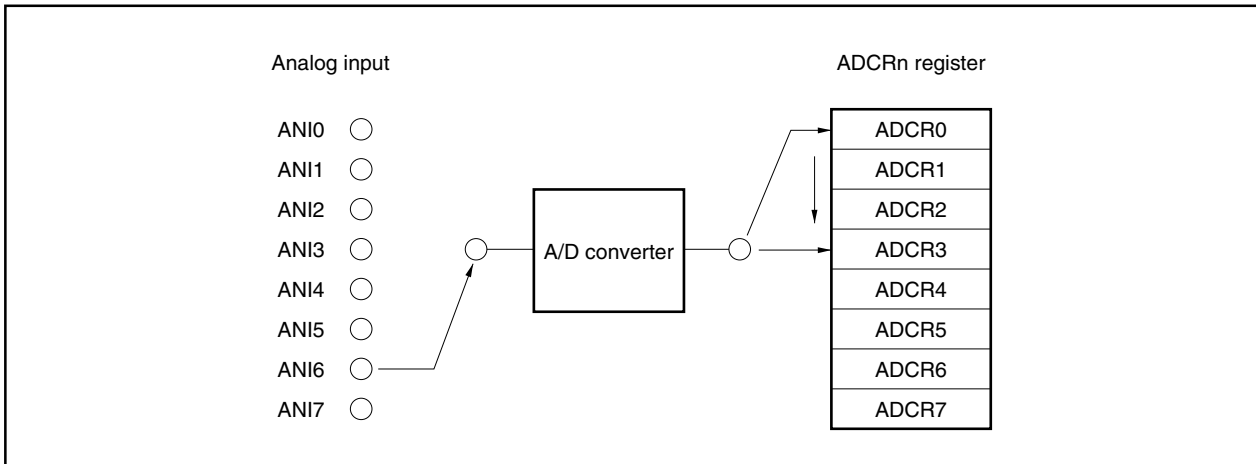 Analog input
ADCRn register
ANI0
ANI1
ANI2
ANI3
ANI4
ANI5
ANI6
ANI7
A/D converter
ADCR0
ADCR1
ADCR2
ADCR3
ADCR4
ADCR5
ADCR6
ADCR7